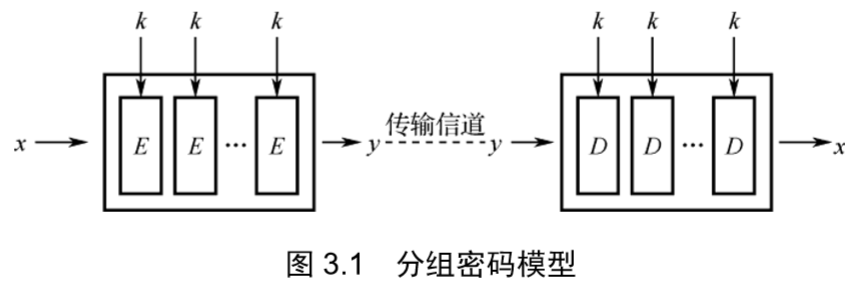 k k k k k k
x E E … E y 传输信道 y D D … D x
图 3.1 分组密码模型